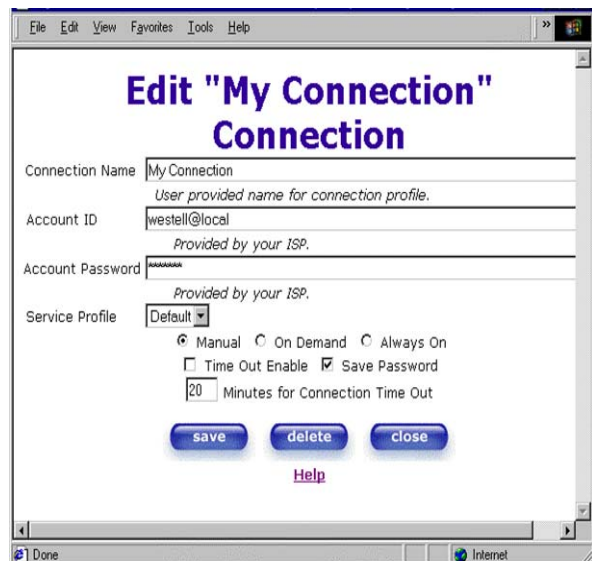 File Edit View Favorites Tools Help »
Edit "My Connection"
Connection
Connection Name My Connection
User provided name for connection profile.
Account ID westell@local
Provided by your ISP.
Account Password *******
Provided by your ISP.
Service Profile Default
Manual On Demand Always On
Time Out Enable Save Password
20 Minutes for Connection Time Out
save delete close
Help
Done Internet